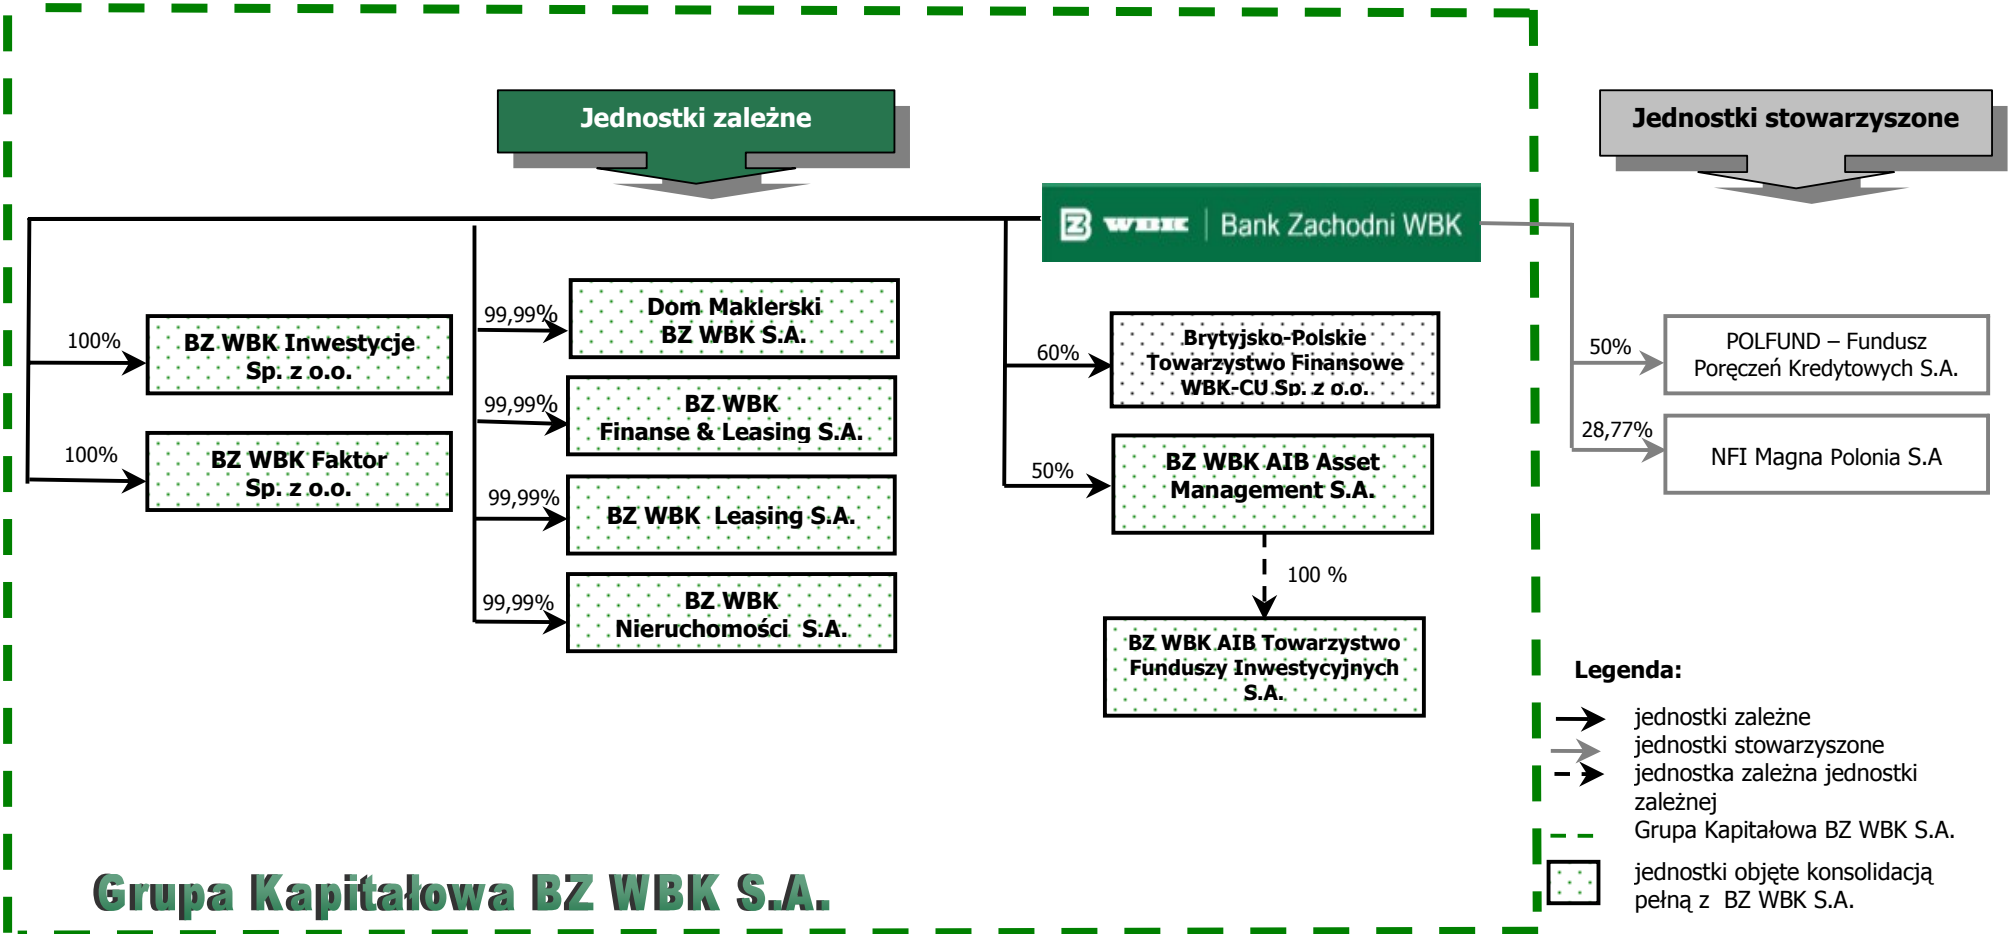 Jednostki zależne
Jednostki stowarzyszone
BZ WBK | Bank Zachodni WBK
100%
BZ WBK Inwestycje
Sp. z o.o.
100%
BZ WBK Faktor
Sp. z o.o.
99,99%
Dom Maklerski
BZ WBK S.A.
99,99%
BZ WBK
Finanse & Leasing S.A.
99,99%
BZ WBK Leasing S.A.
99,99%
BZ WBK
Nieruchomości S.A.
60%
Brytyjsko-Polskie
Towarzystwo Finansowe
WBK-CU Sp. z o.o.
50%
BZ WBK AIB Asset
Management S.A.
100 %
BZ WBK AIB Towarzystwo
Funduszy Inwestycyjnych
S.A.
50%
POLFUND – Fundusz
Poręczeń Kredytowych S.A.
28,77%
NFI Magna Polonia S.A
Legenda:
jednostki zależne
jednostki stowarzyszone
jednostka zależna jednostki
zależnej
Grupa Kapitałowa BZ WBK S.A.
jednostki objęte konsolidacją
pełną z BZ WBK S.A.
Grupa Kapitałowa BZ WBK S.A.